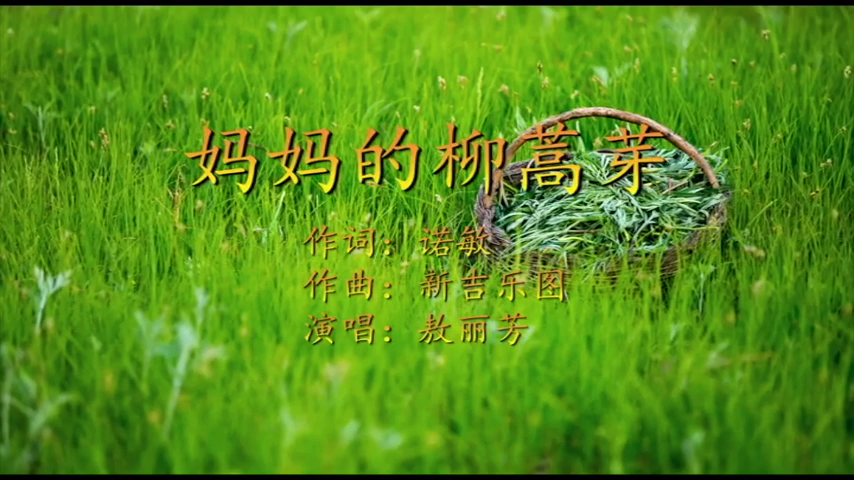 妈妈的柳蒿芽
作词：诺敏
作曲：新吉乐图
演唱：敖丽芳